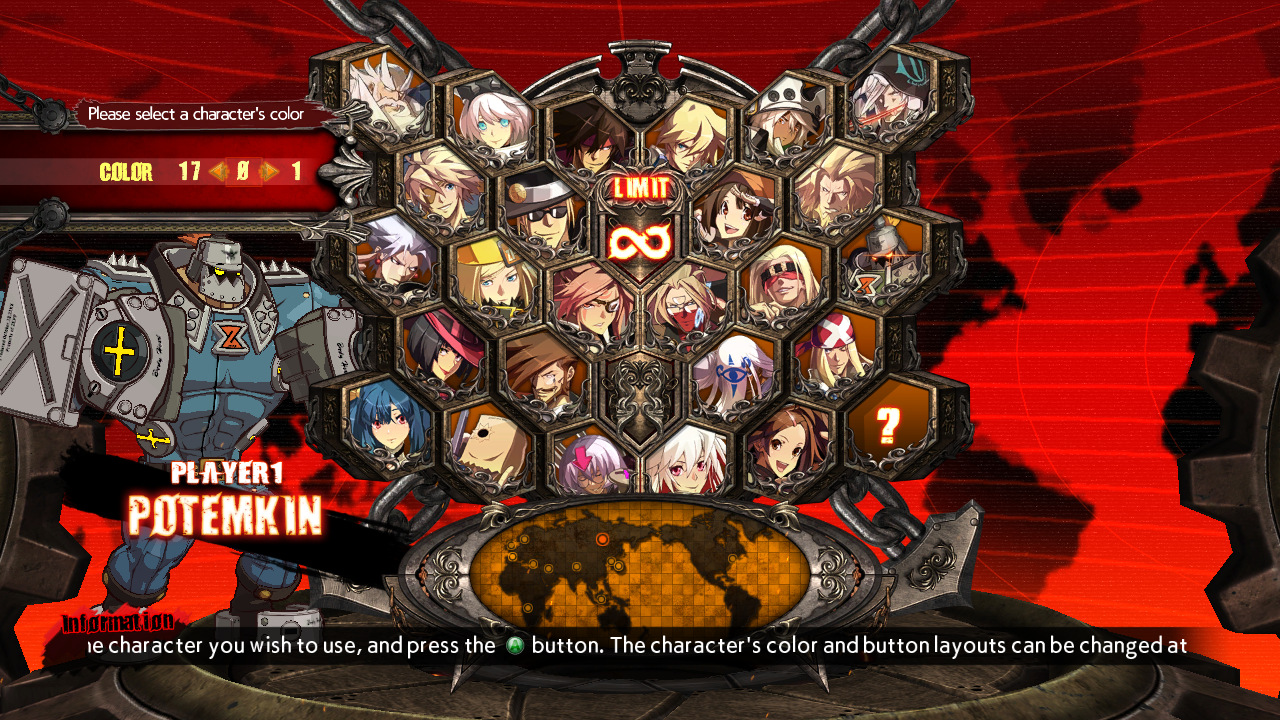 Please select a character's color
COLOR 17 0 1
LIMIT
∞
?
PLAYER1
POTEMKIN
Information
he character you wish to use, and press the A button. The character's color and button layouts can be changed at